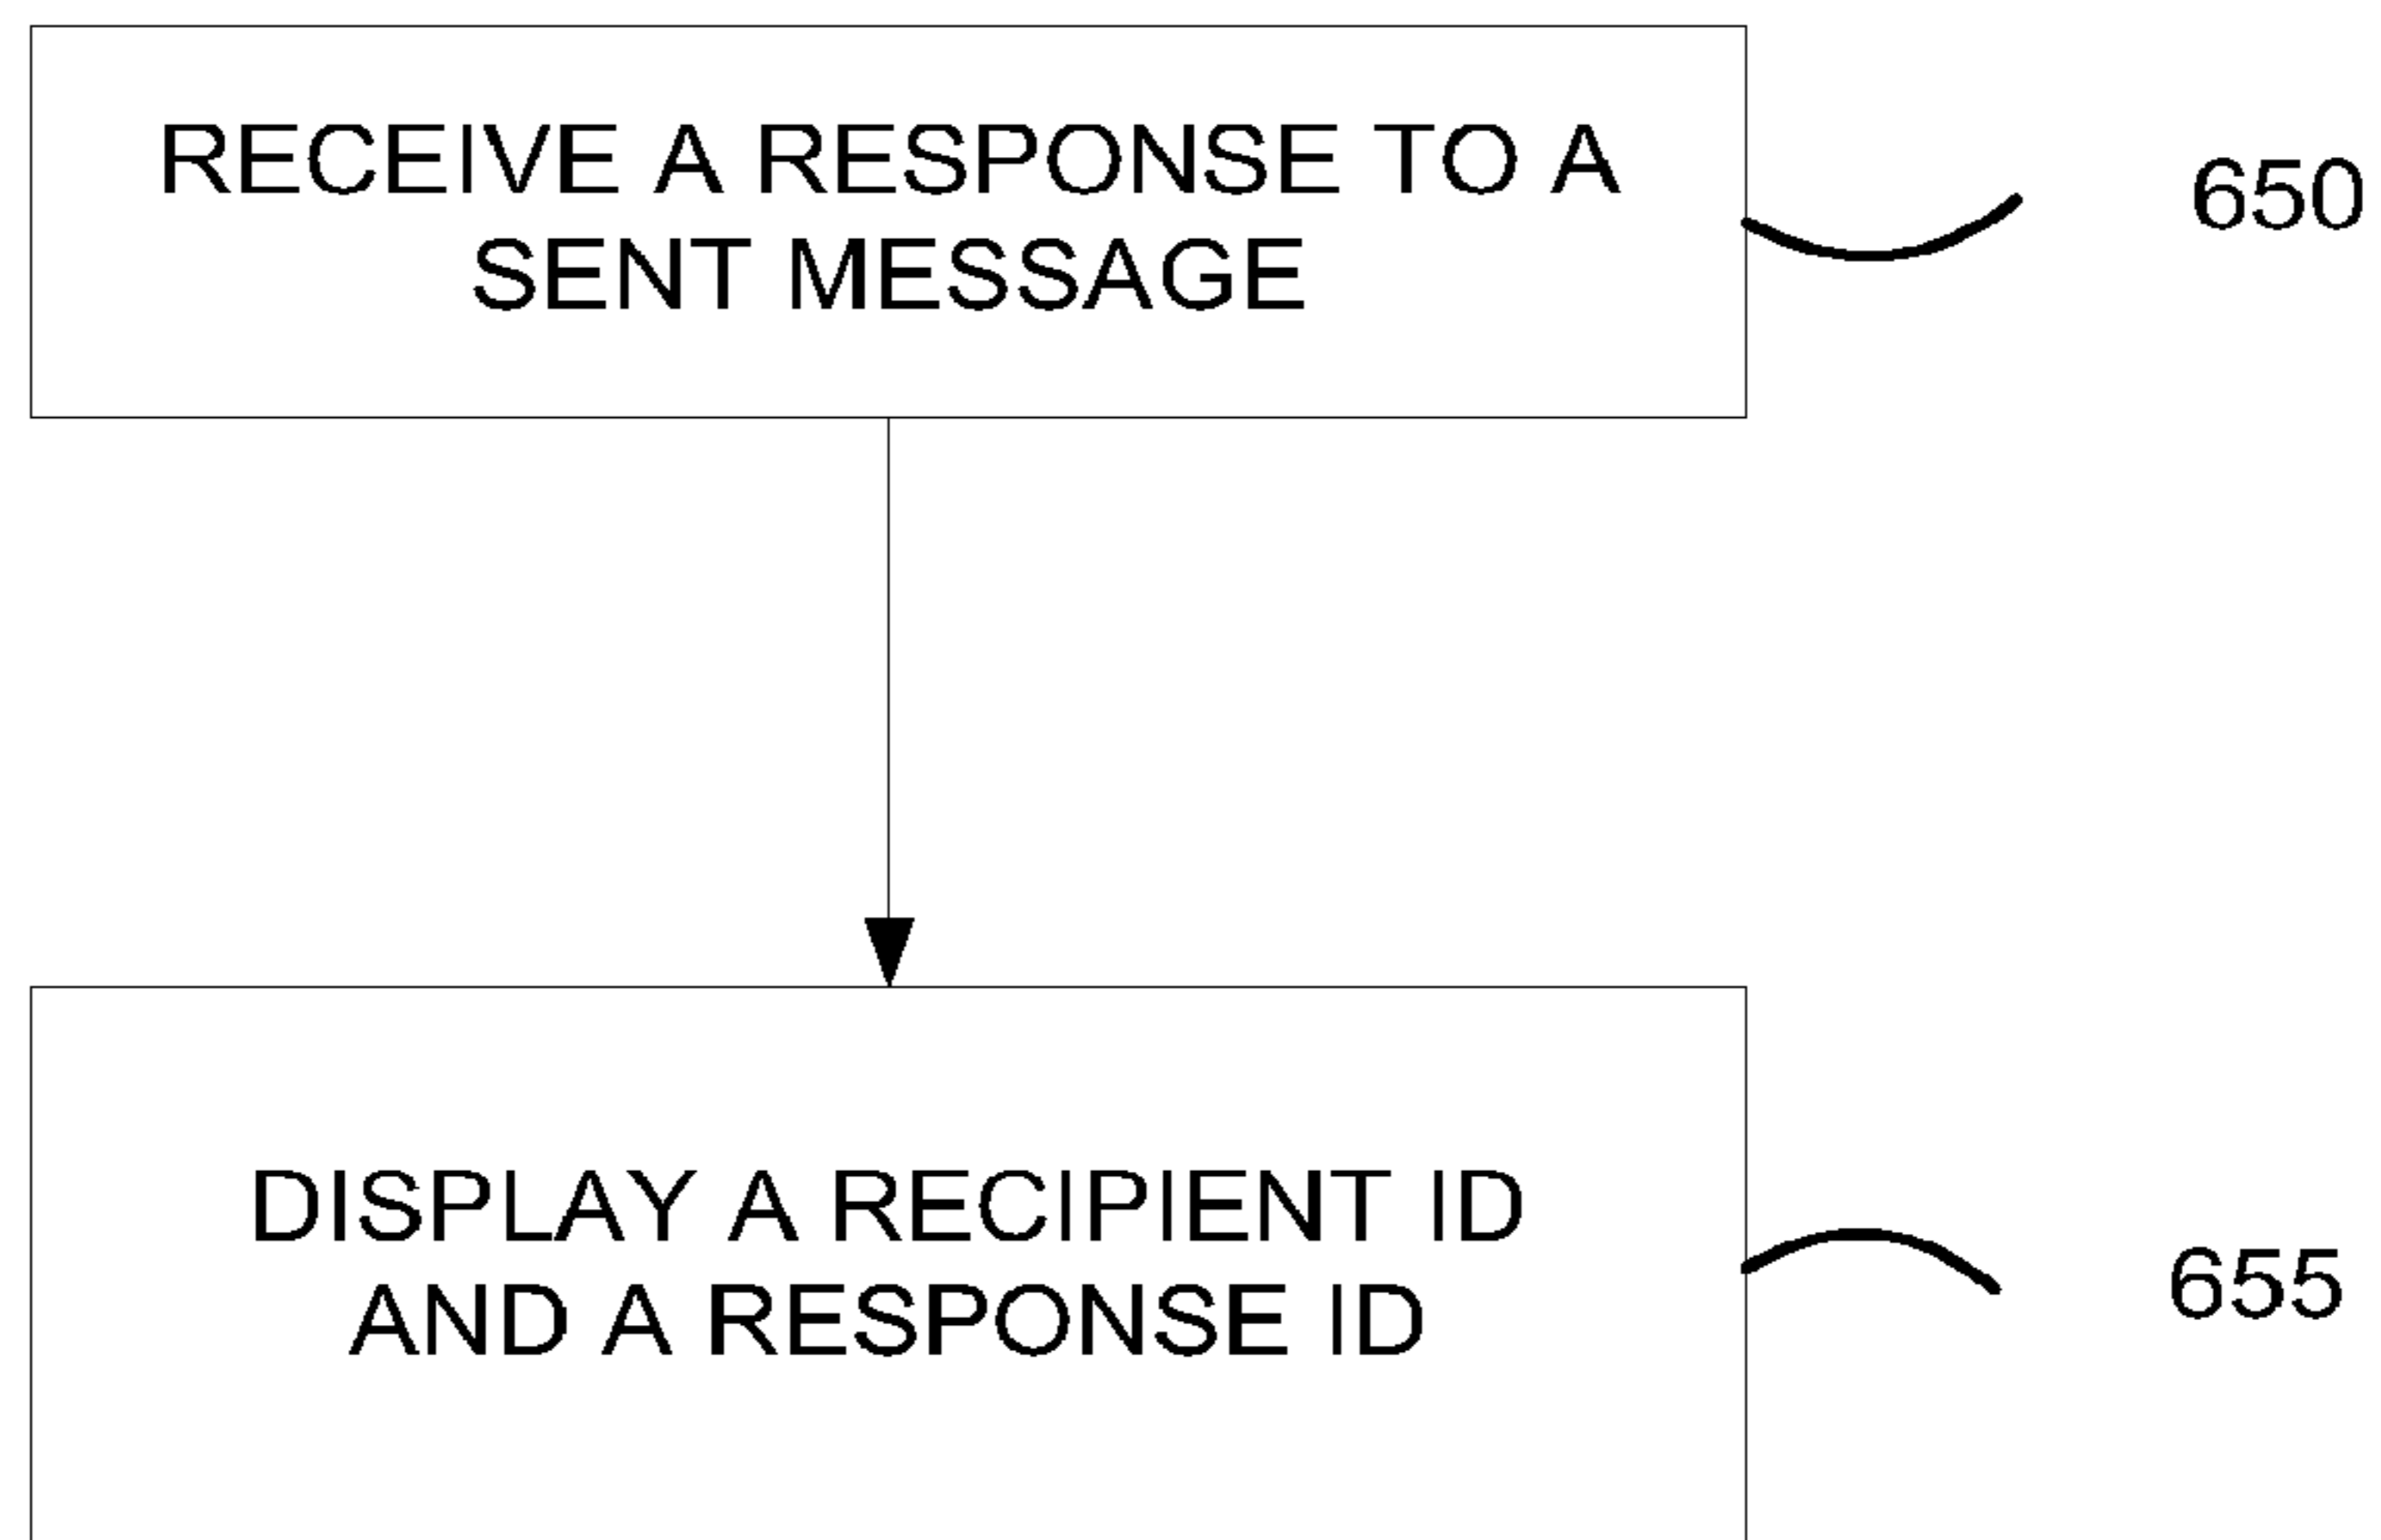 RECEIVE A RESPONSE TO A
SENT MESSAGE
650
DISPLAY A RECIPIENT ID
AND A RESPONSE ID
655